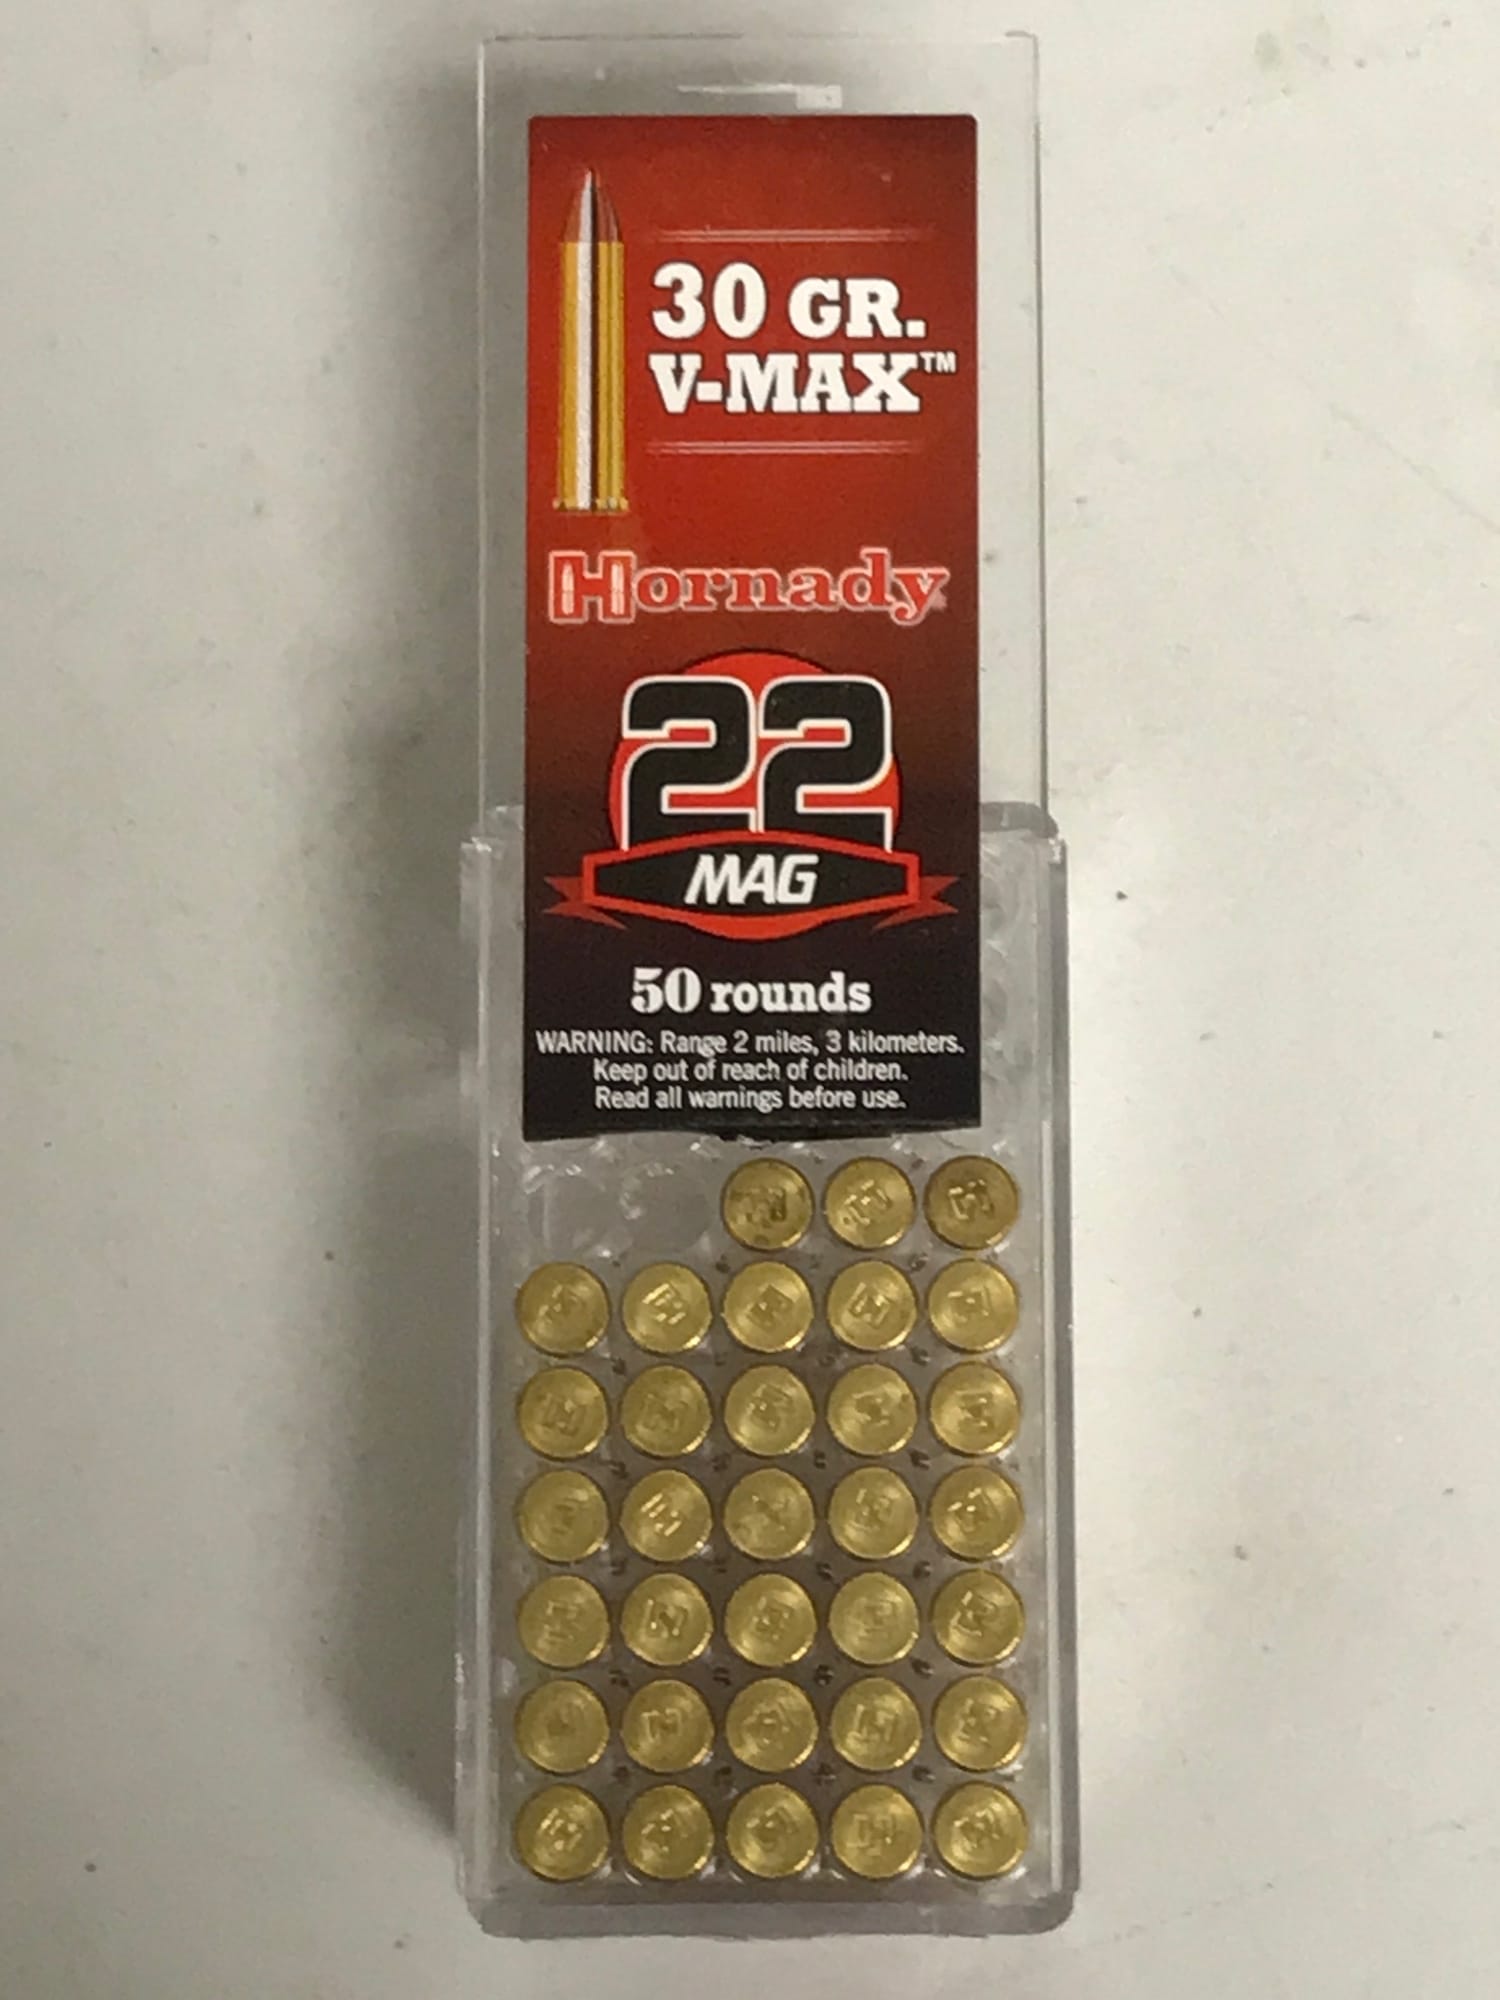 30 GR.
V-MAX™
Hornady
22
MAG
50 rounds
WARNING: Range 2 miles, 3 kilometers.
Keep out of reach of children.
Read all warnings before use.